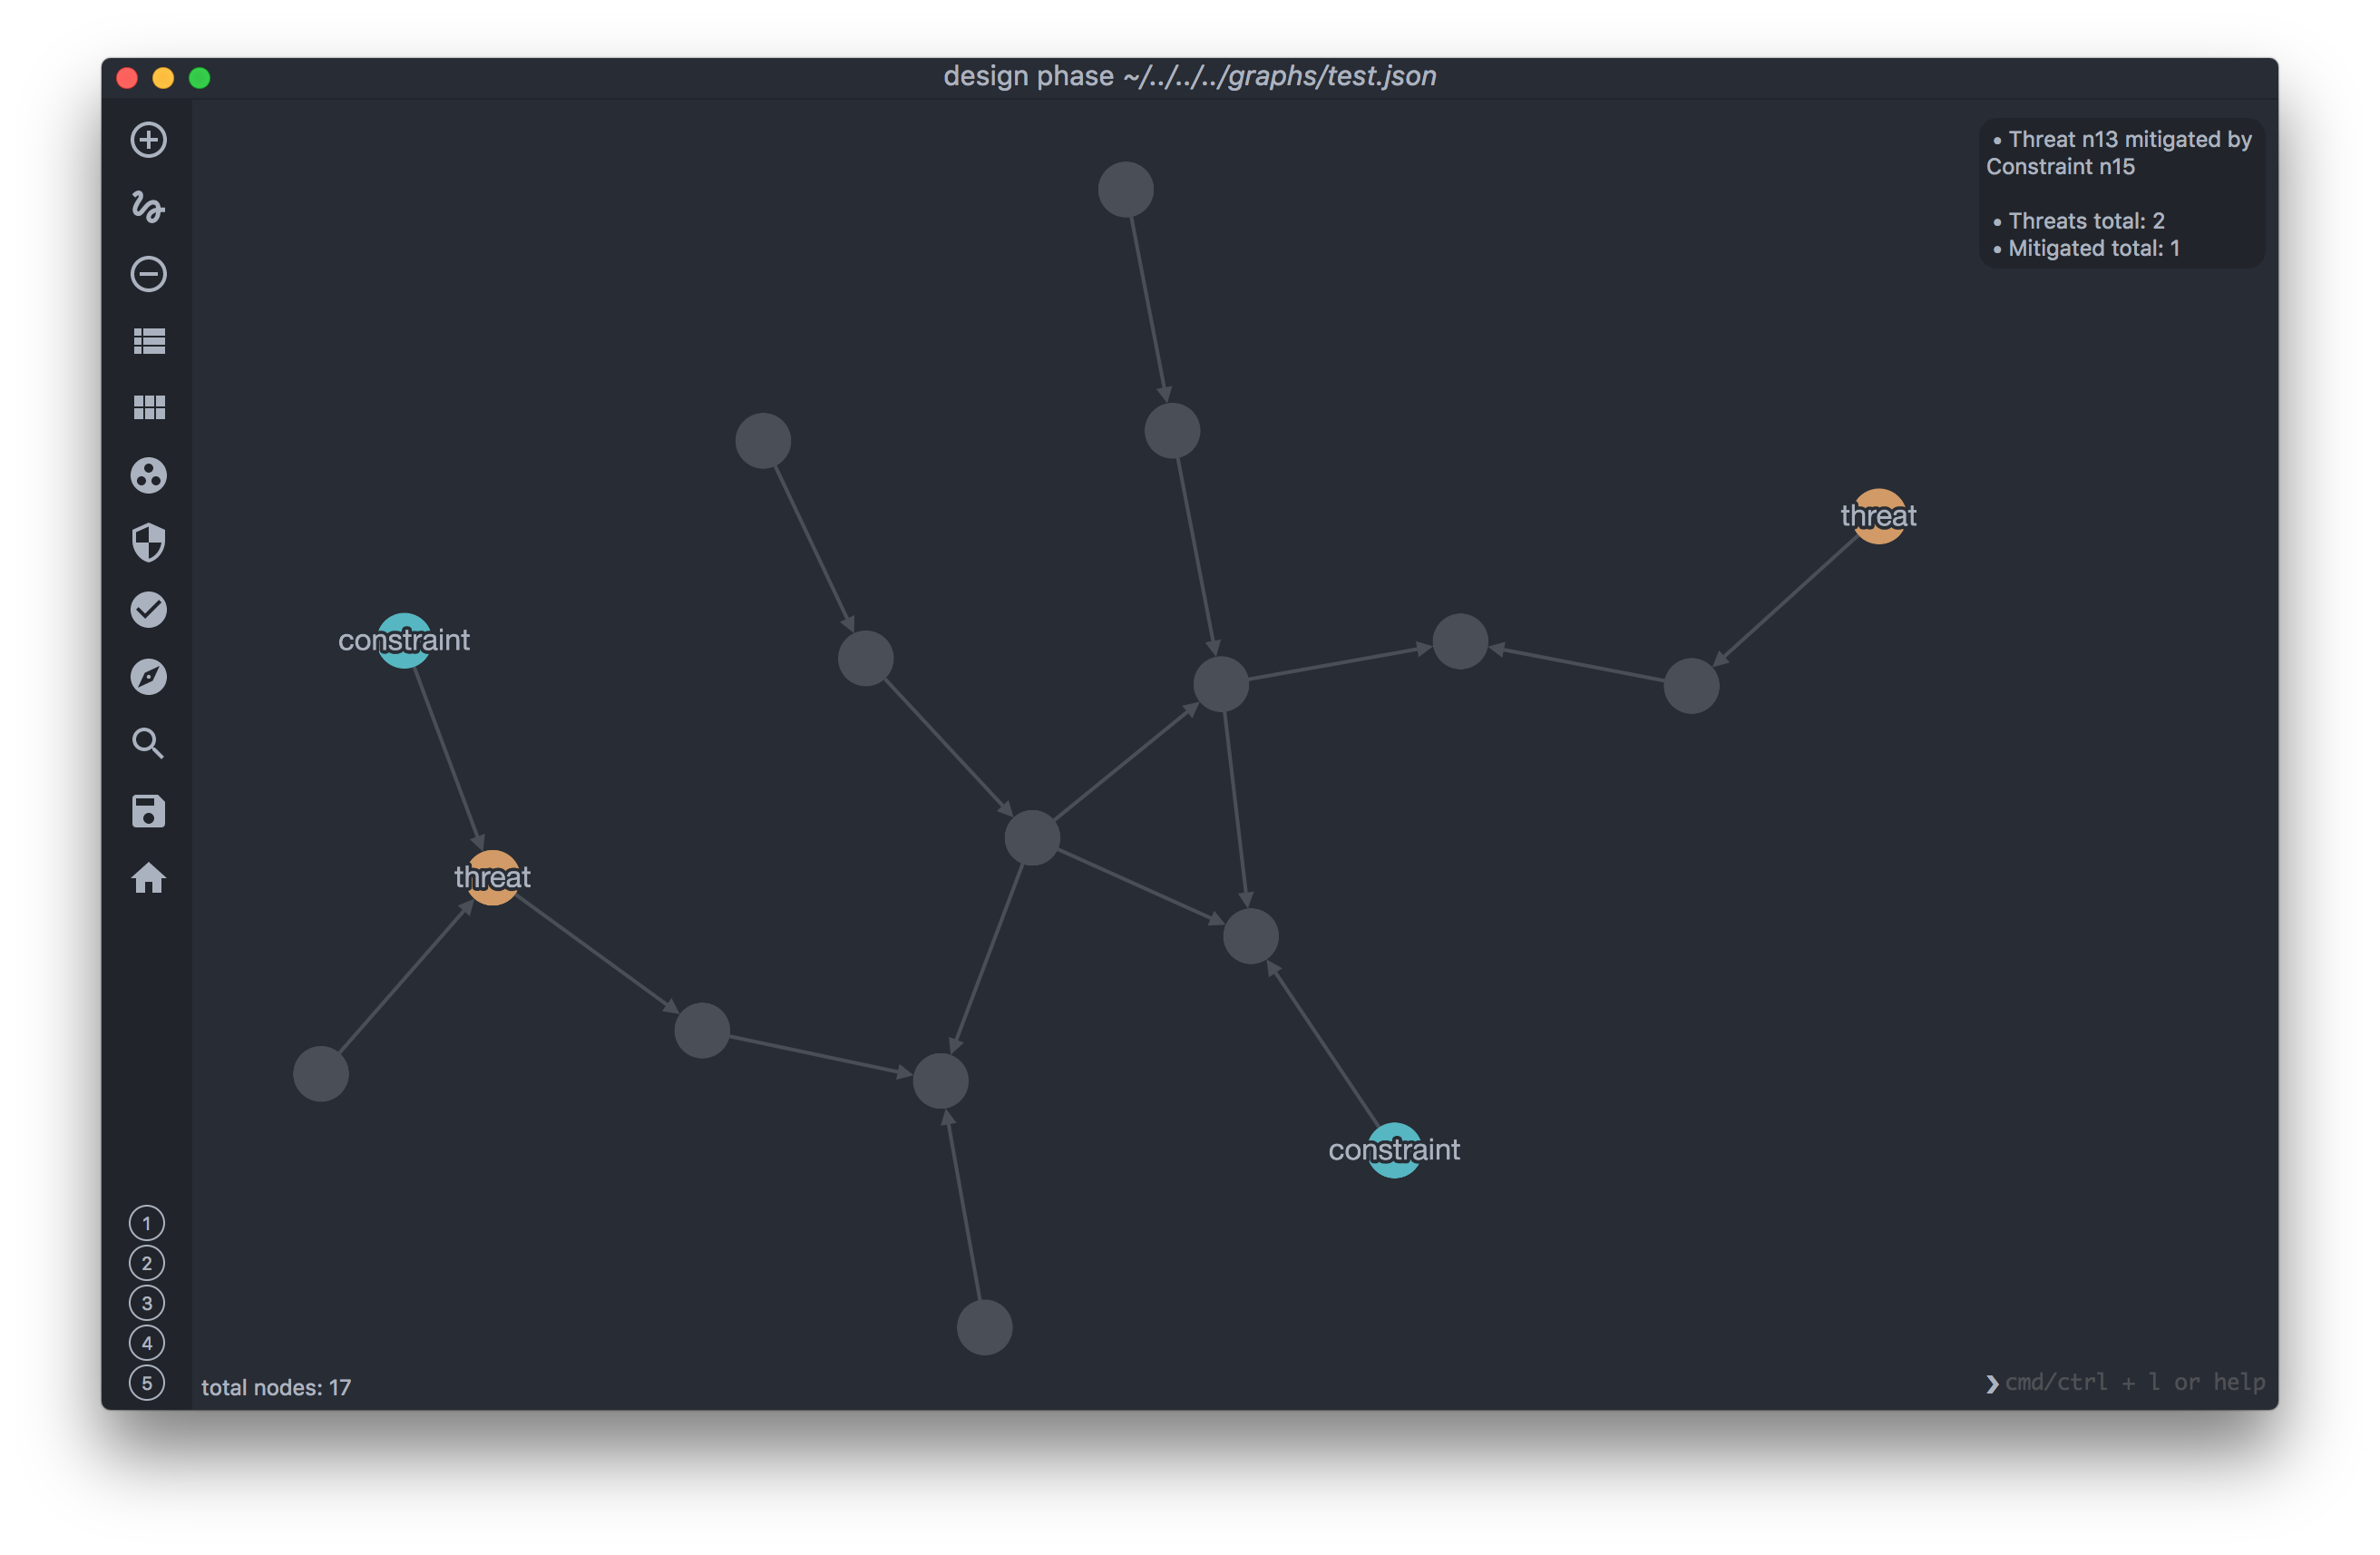 design phase ~/../../../graphs/test.json
• Threat n13 mitigated by
Constraint n15
• Threats total: 2
• Mitigated total: 1
threat
constraint
threat
constraint
1
2
3
4
5
total nodes: 17
❯ cmd/ctrl + l or help